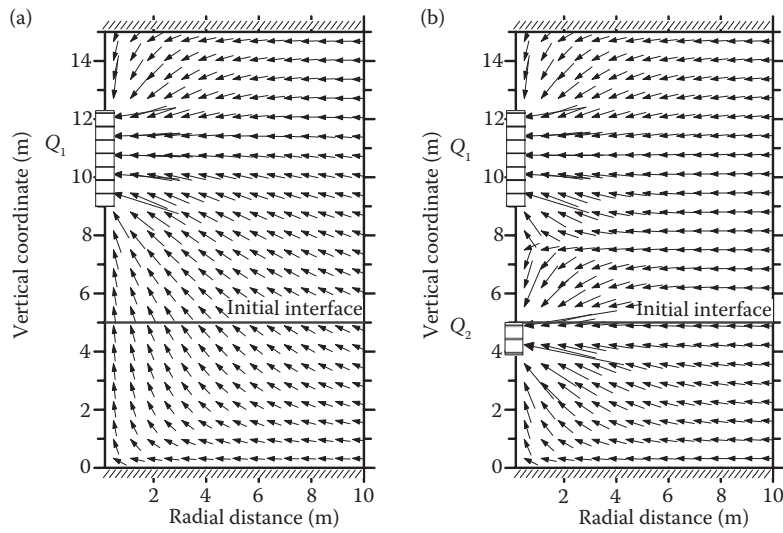 (a)
14
12
Q1
10
8
6
4
2
0
Vertical coordinate (m)
Initial interface
2
4
6
8
10
Radial distance (m)
(b)
14
12
Q1
10
8
6
Q2
4
2
0
Vertical coordinate (m)
Initial interface
2
4
6
8
10
Radial distance (m)